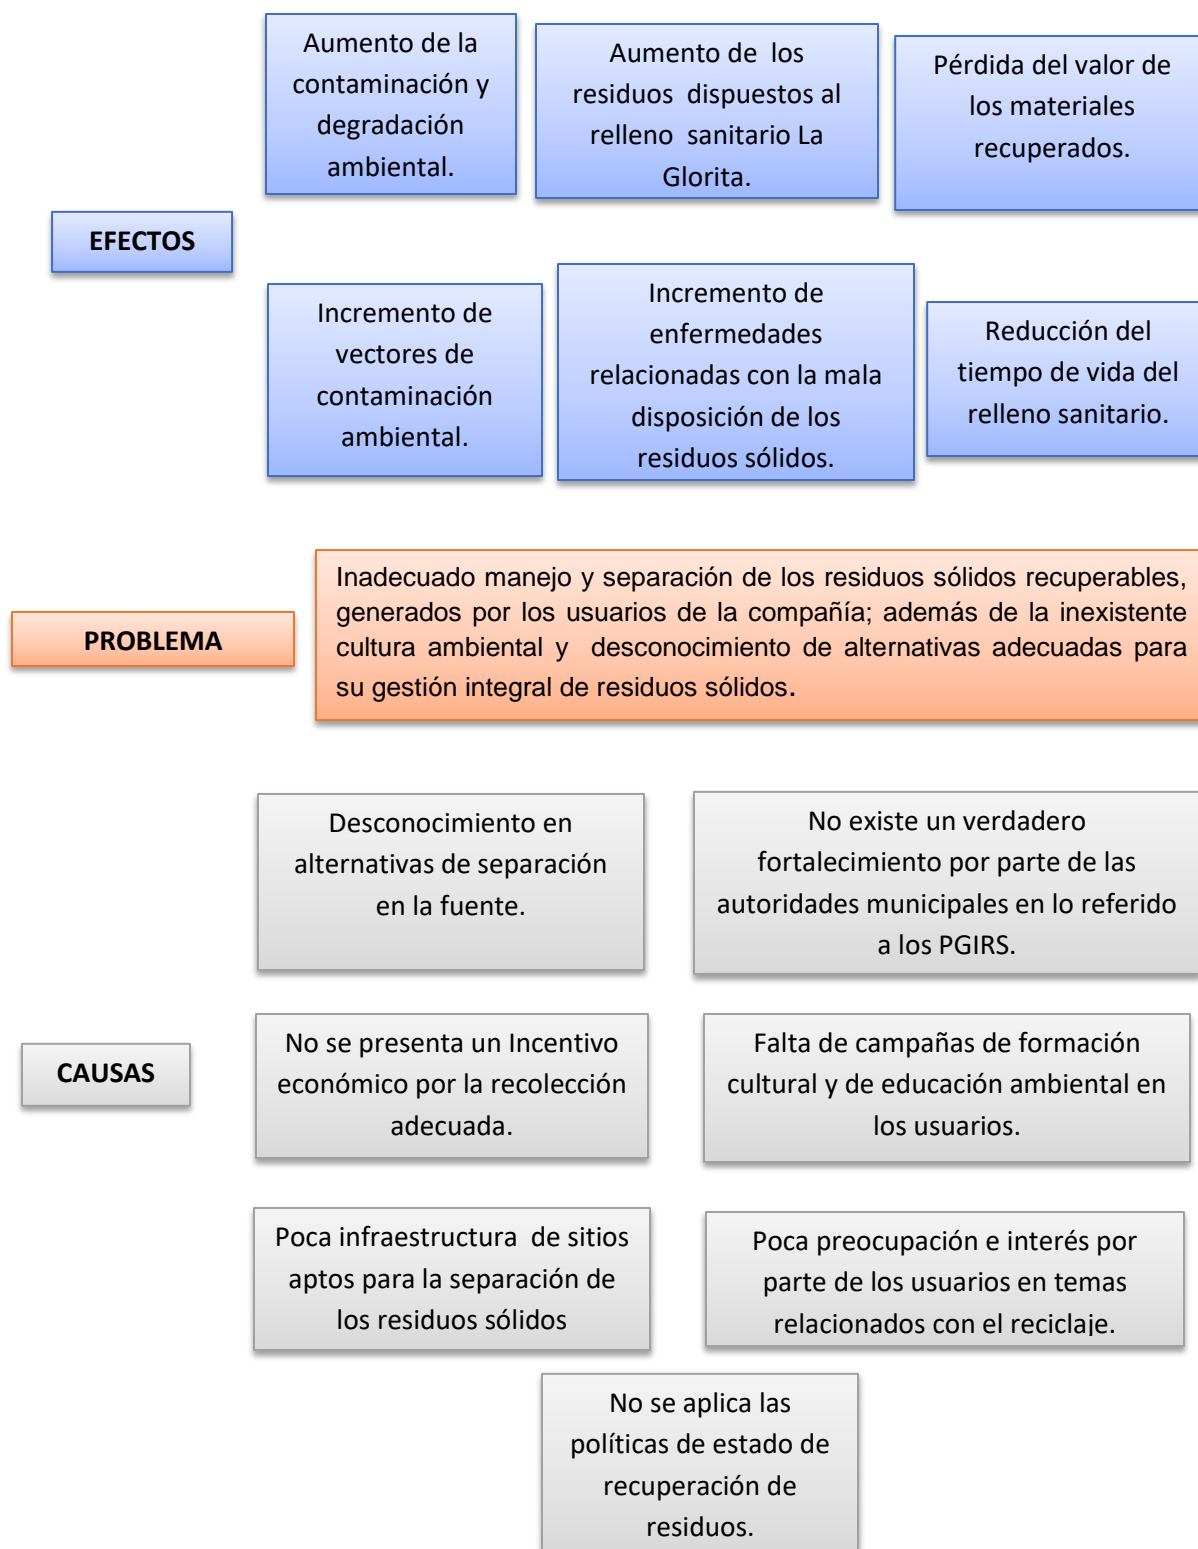 Aumento de la
contaminación y
degradación
ambiental.
Aumento de los
residuos dispuestos al
relleno sanitario La
Glorita.
Pérdida del valor de
los materiales
recuperados.
EFECTOS
Incremento de
vectores de
contaminación
ambiental.
Incremento de
enfermedades
relacionadas con la mala
disposición de los
residuos sólidos.
Reducción del
tiempo de vida del
relleno sanitario.
PROBLEMA
Inadecuado manejo y separación de los residuos sólidos recuperables,
generados por los usuarios de la compañía; además de la inexistente
cultura ambiental y desconocimiento de alternativas adecuadas para
su gestión integral de residuos sólidos.
Desconocimiento en
alternativas de separación
en la fuente.
No existe un verdadero
fortalecimiento por parte de las
autoridades municipales en lo referido
a los PGIRS.
CAUSAS
No se presenta un Incentivo
económico por la recolección
adecuada.
Falta de campañas de formación
cultural y de educación ambiental en
los usuarios.
Poca infraestructura de sitios
aptos para la separación de
los residuos sólidos
Poca preocupación e interés por
parte de los usuarios en temas
relacionados con el reciclaje.
No se aplica las
políticas de estado de
recuperación de
residuos.